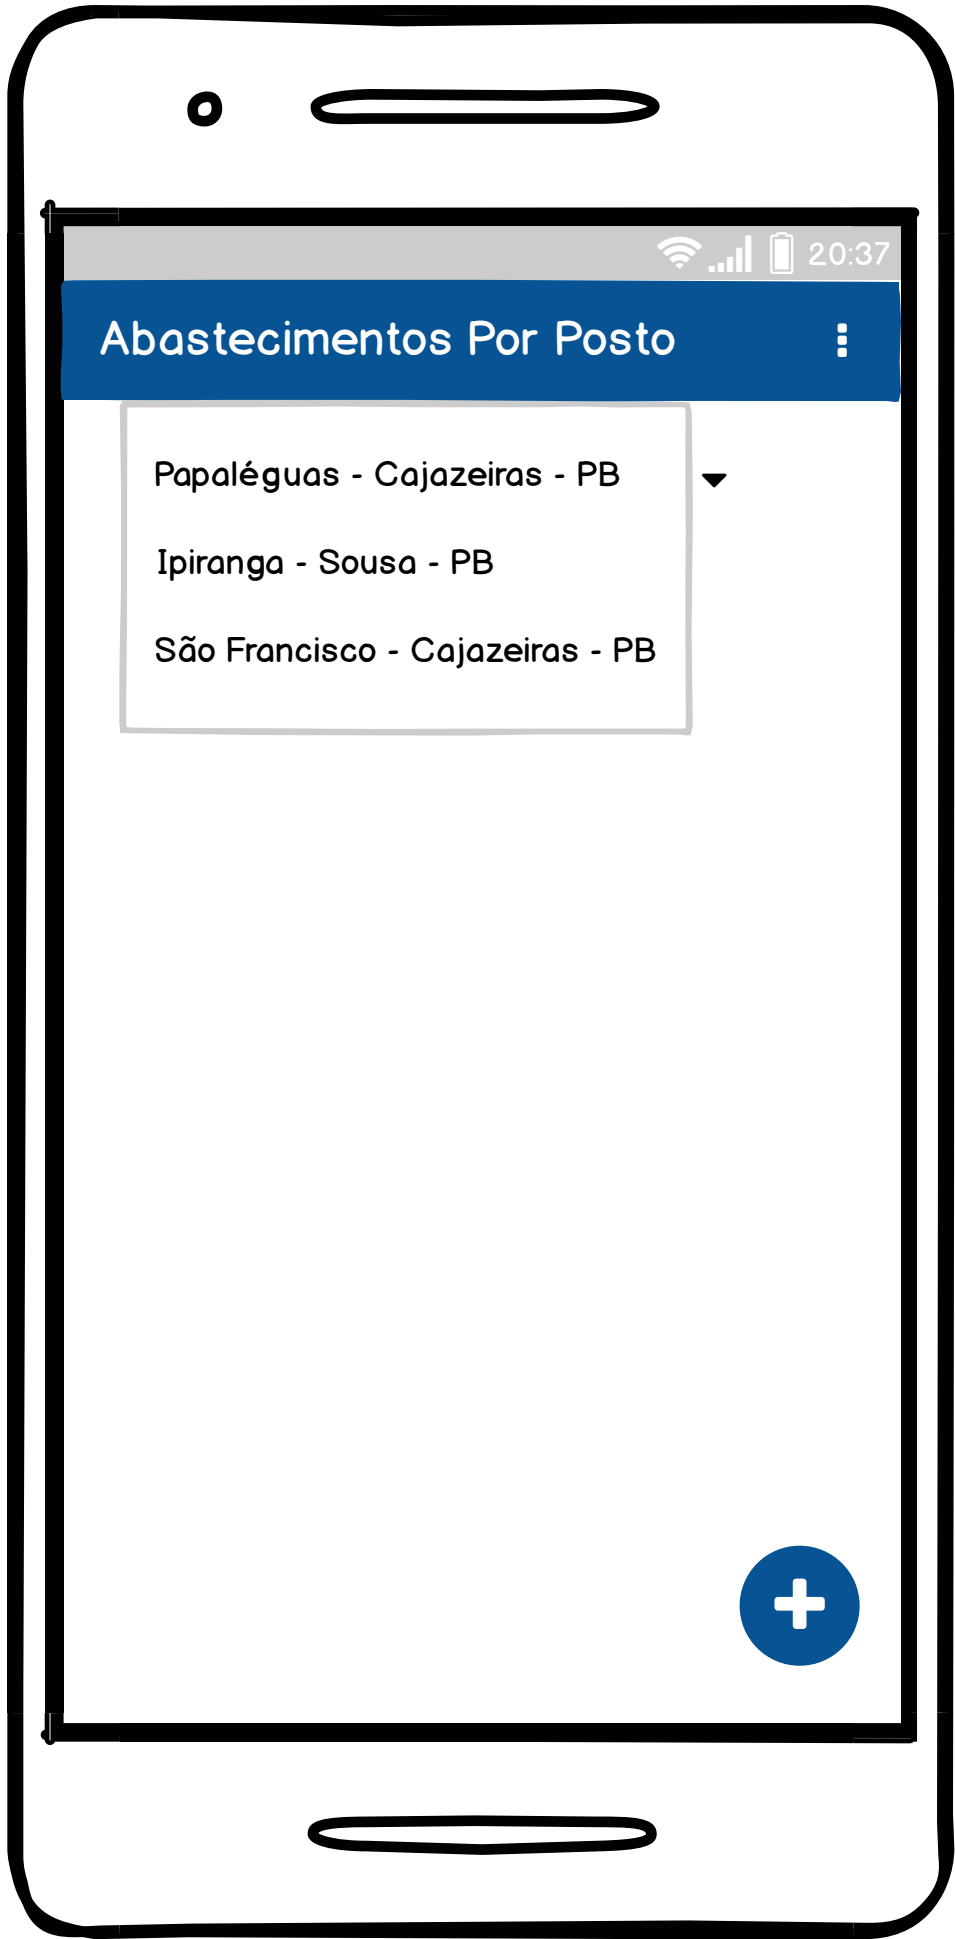 20:37
Abastecimentos Por Posto
Papaléguas - Cajazeiras - PB
Ipiranga - Sousa - PB
São Francisco - Cajazeiras - PB